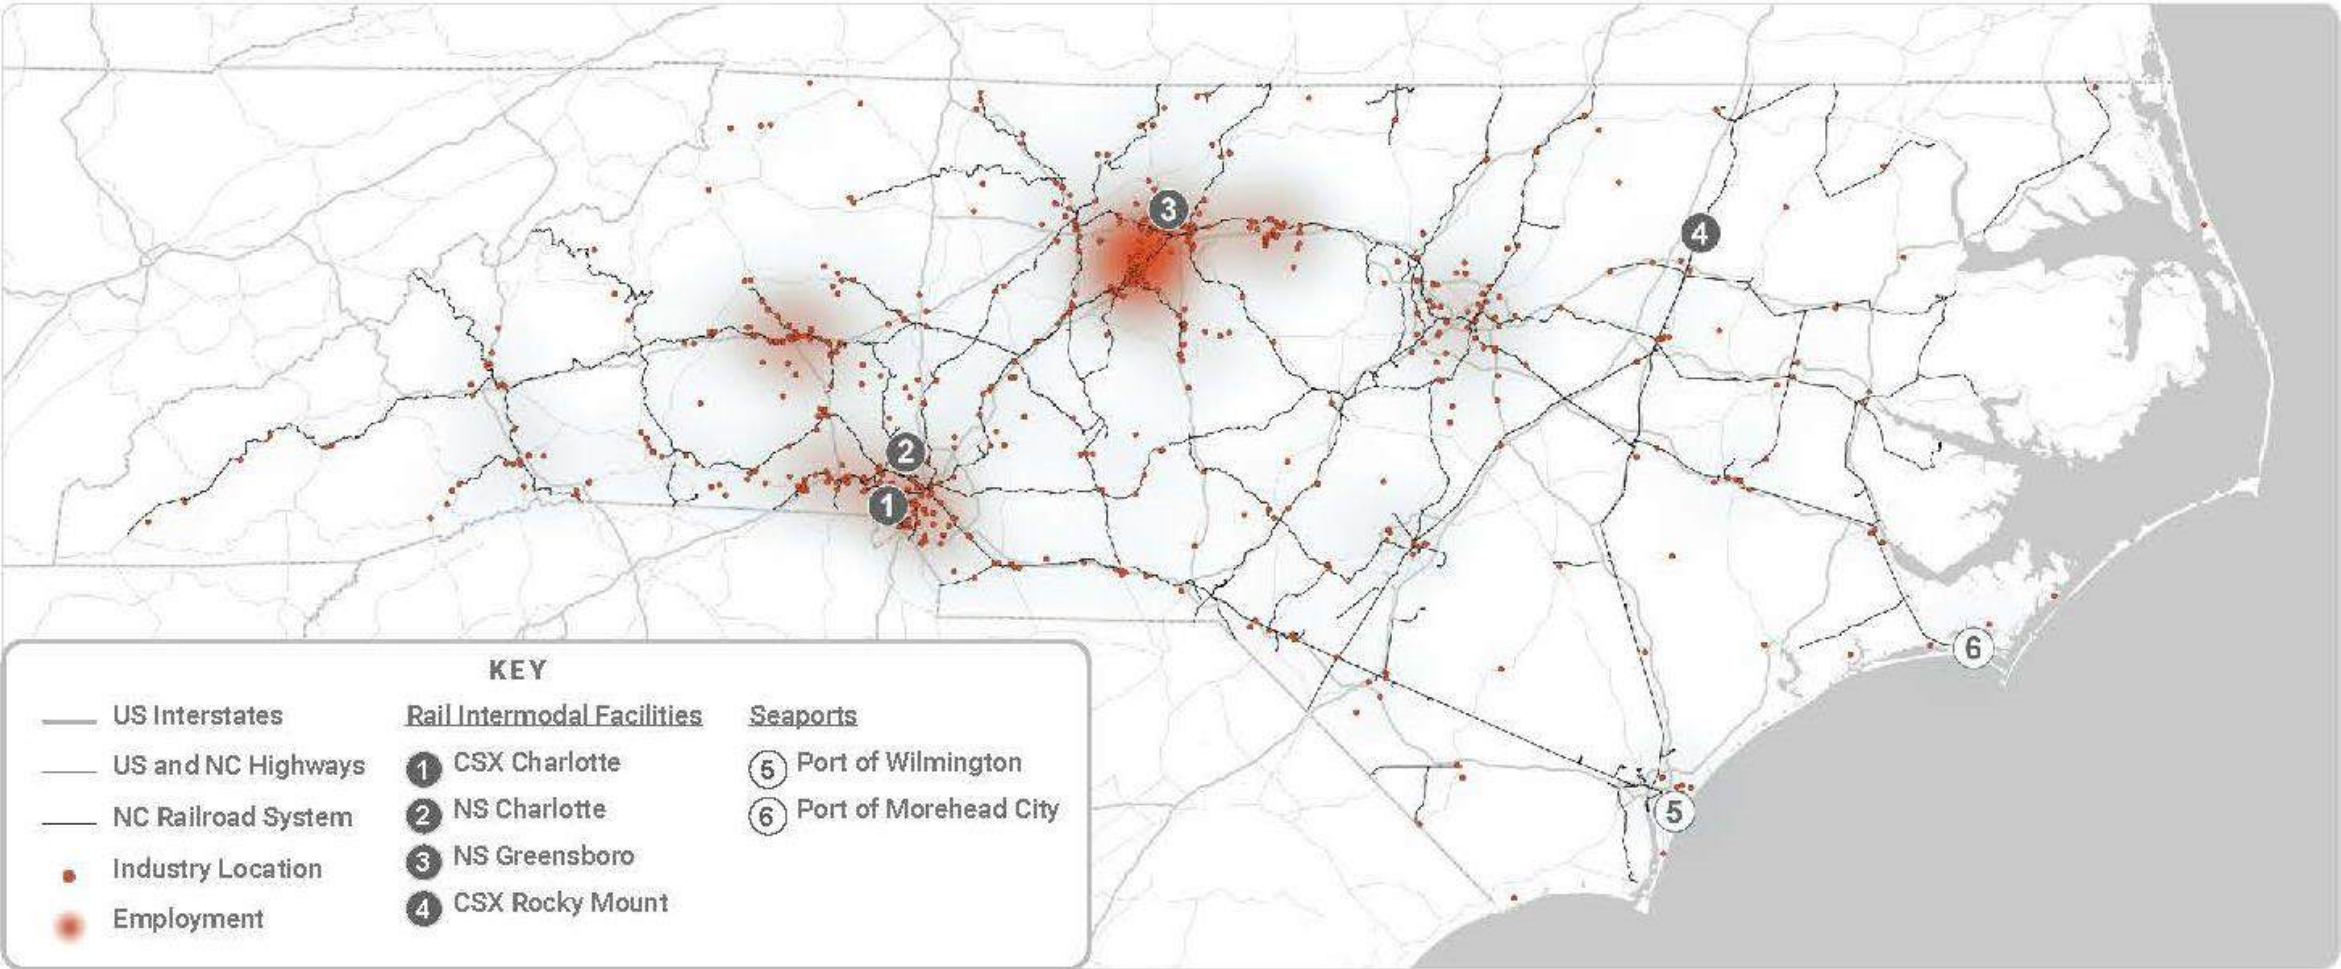 3
4
2
1
6
5
KEY
US Interstates
US and NC Highways
NC Railroad System
Industry Location
Employment
Rail Intermodal Facilities
1 CSX Charlotte
2 NS Charlotte
3 NS Greensboro
4 CSX Rocky Mount
Seaports
5 Port of Wilmington
6 Port of Morehead City